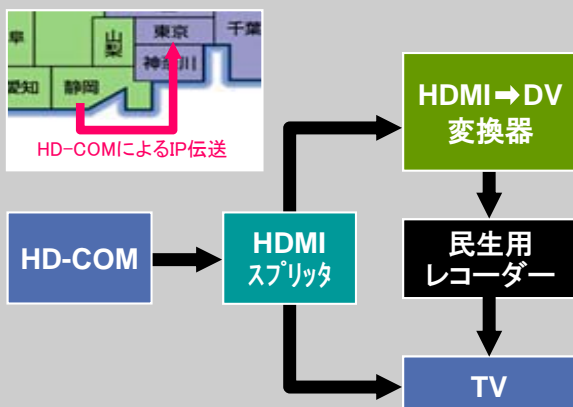 阜
山
梨
東京
千葉
神奈川
愛知
静岡
HD-COMによるIP伝送
HDMI➡DV
変換器
HD-COM
HDMI
スプリッタ
民生用
レコーダー
TV